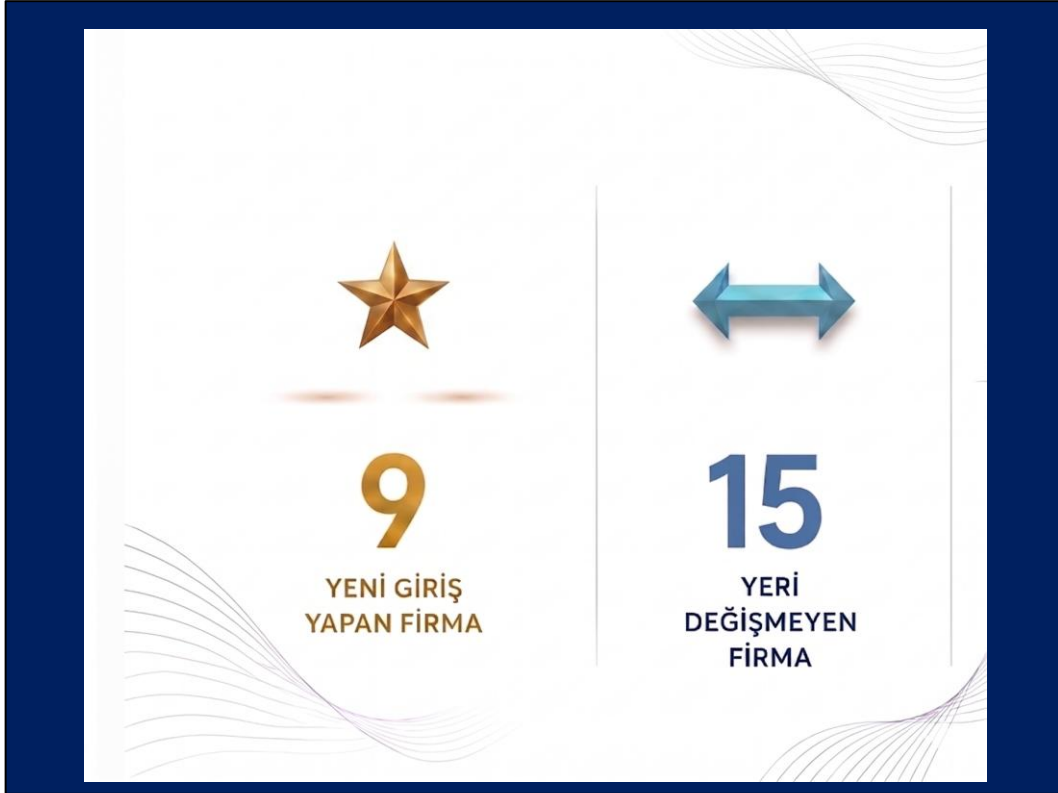 9
YENİ GİRİŞ
YAPAN FİRMA
15
YERİ
DEĞİŞMEYEN
FİRMA